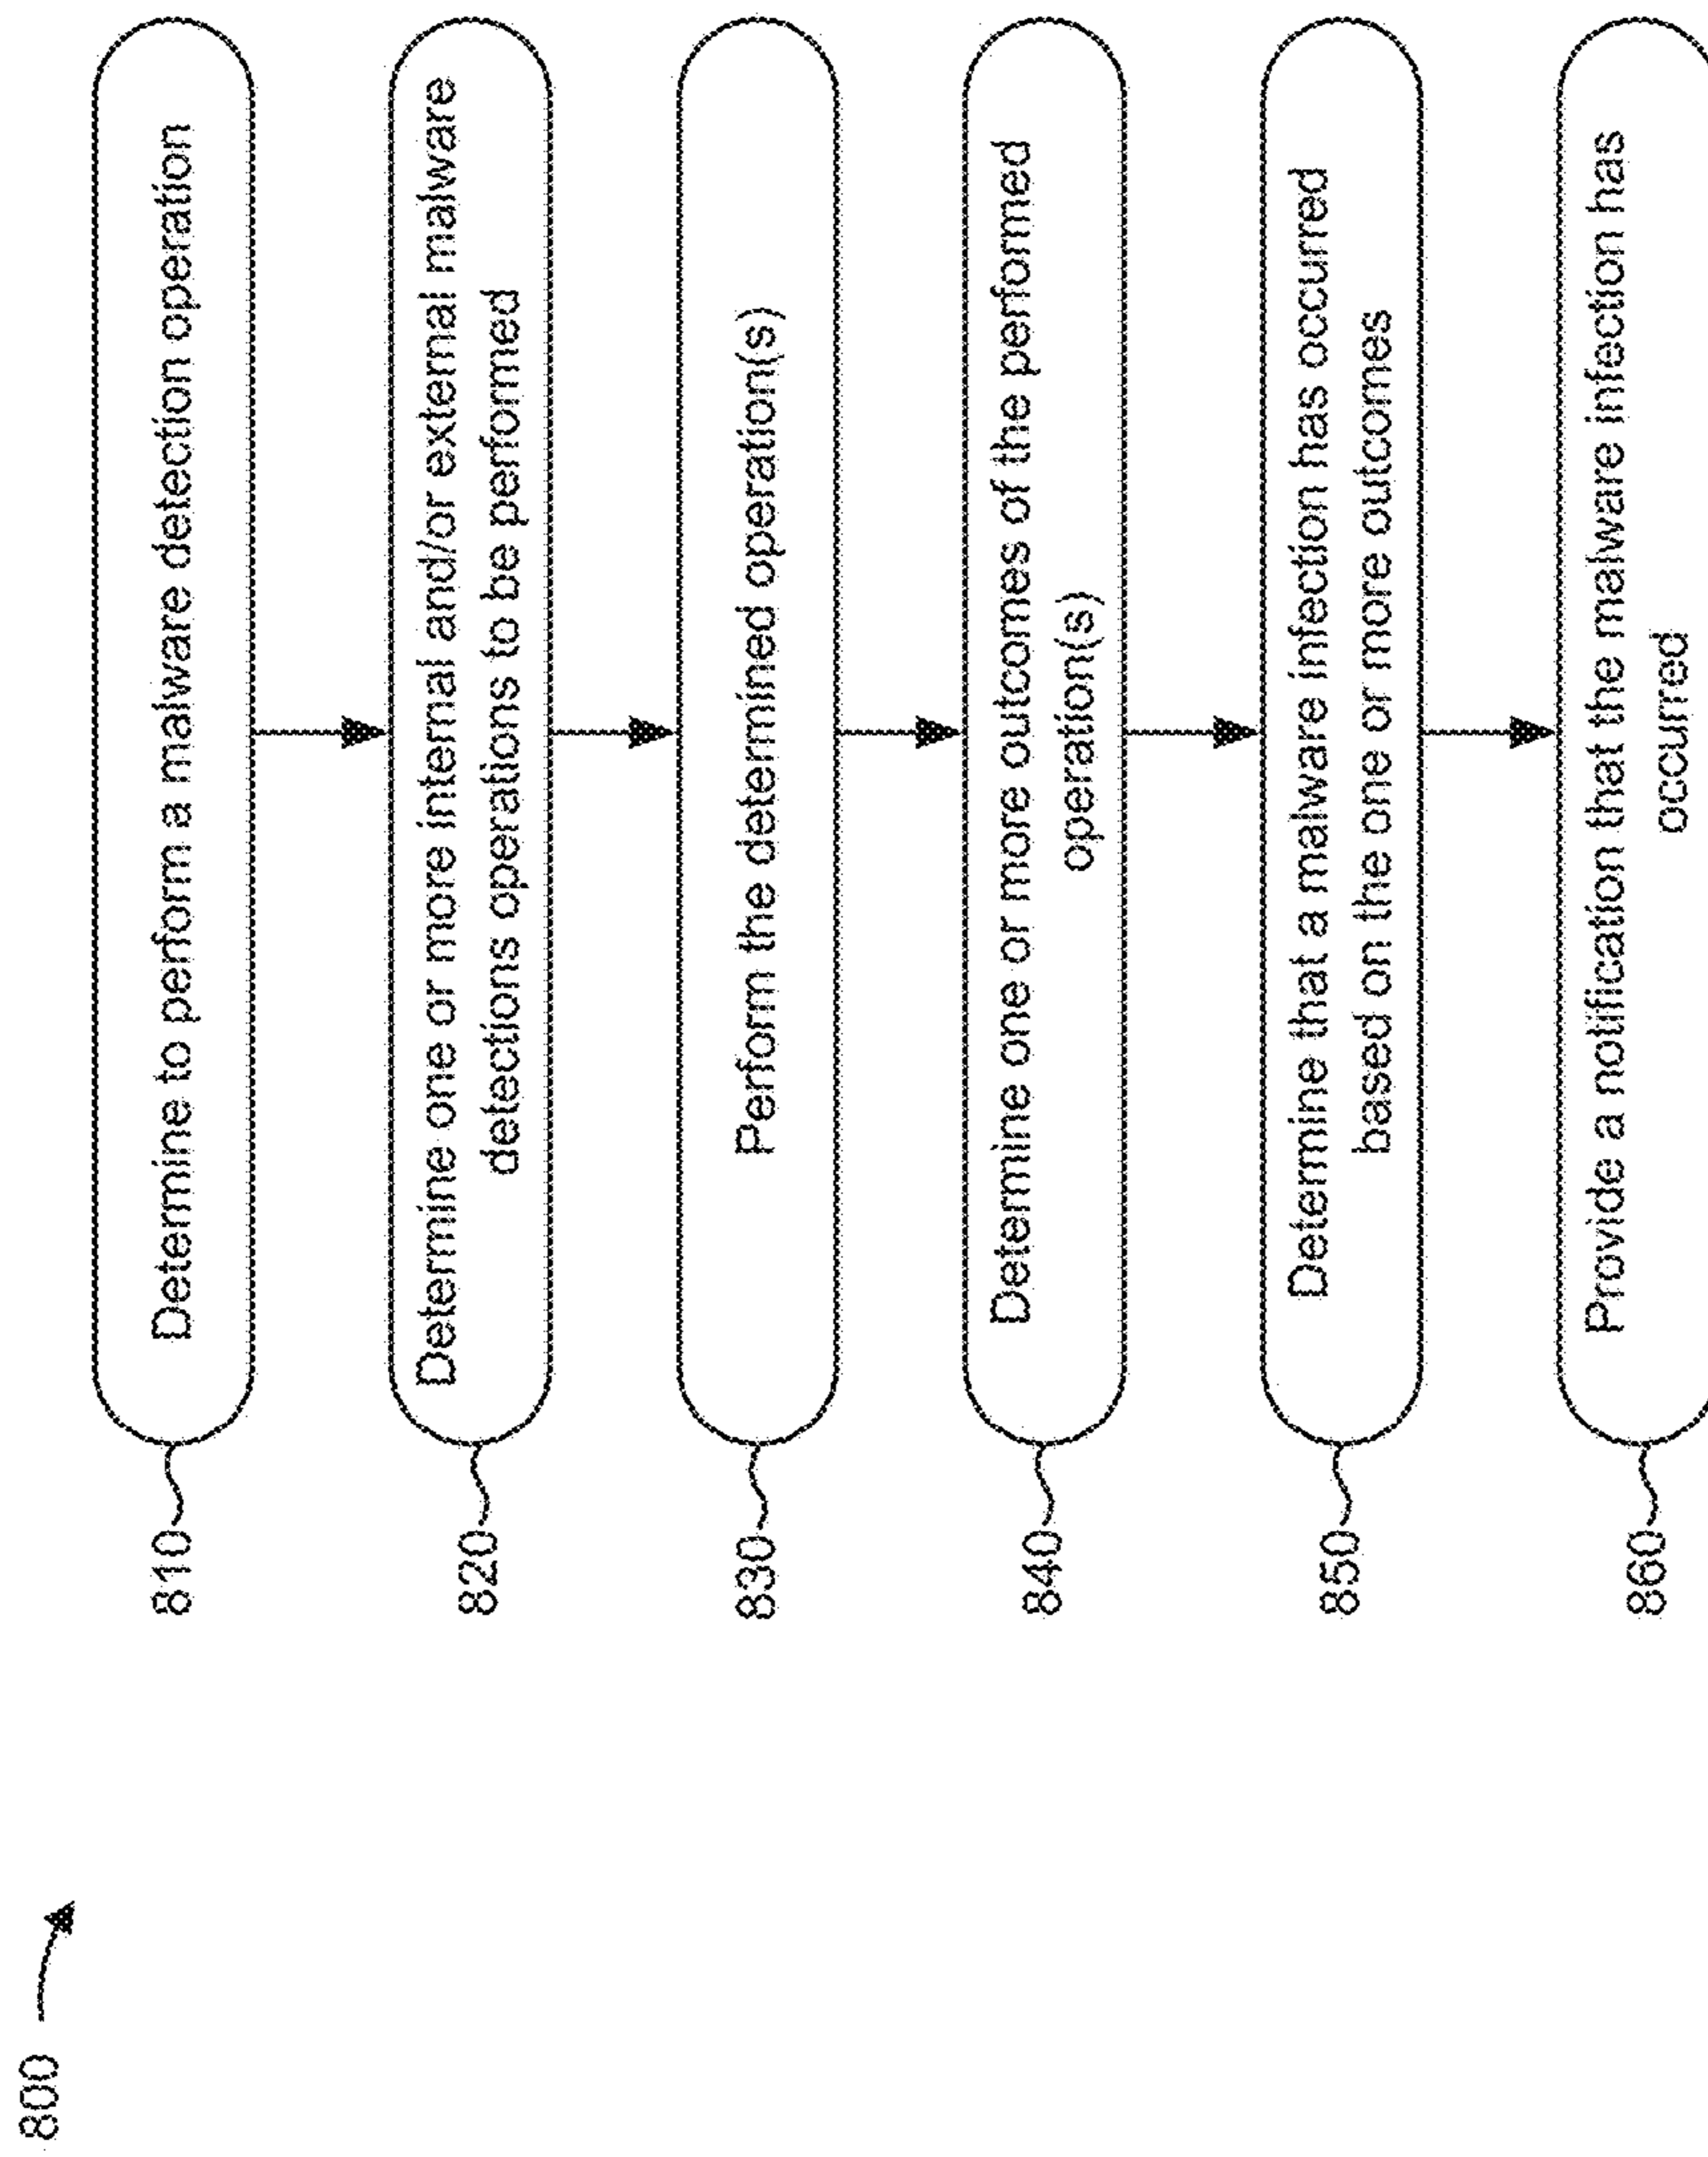 800
810
Determine to perform a malware detection operation
820
Determine one or more internal and/or external malware
detections operations to be performed
830
Perform the determined operation(s)
840
Determine one or more outcomes of the performed
operation(s)
850
Determine that a malware infection has occurred
based on the one or more outcomes
860
Provide a notification that the malware infection has
occurred